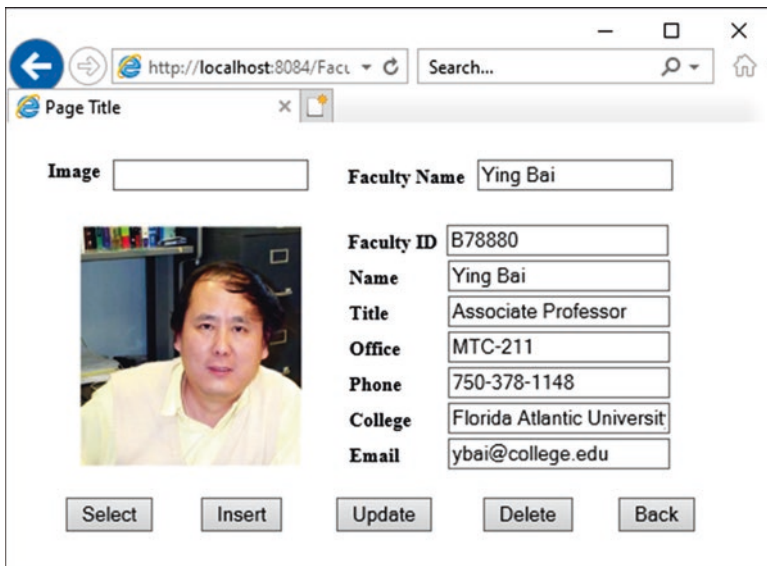 http://localhost:8084/Facu
Search...
Page Title
Image
Faculty Name Ying Bai
Faculty ID B78880
Name Ying Bai
Title Associate Professor
Office MTC-211
Phone 750-378-1148
College Florida Atlantic Universit
Email ybai@college.edu
Select Insert Update Delete Back